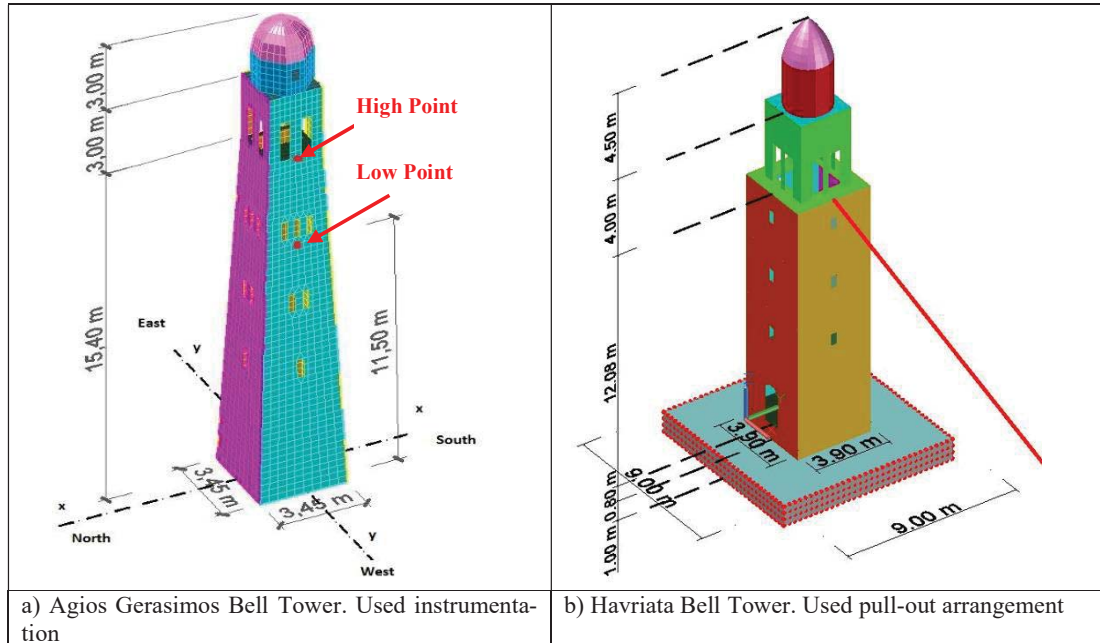 3,00 m
3,00 m
15,40 m
High Point
Low Point
11,50 m
East
y
x
South
x
North
3,45 m
3,45 m
y
West
a) Agios Gerasimos Bell Tower. Used instrumenta-
tion
4.50 m
4.00 m
12.08 m
0.80 m
1.00 m
3.90 m
3.90 m
9.00 m
9.00 m
b) Havriata Bell Tower. Used pull-out arrangement